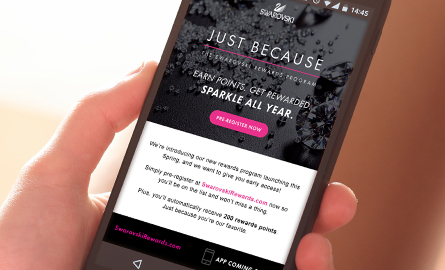 14:45
SWAROVSKI
JUST BECAUSE
THE SWAROVSKI REWARDS PROGRAM
EARN POINTS, GET REWARDED,
SPARKLE ALL YEAR.
PRE-REGISTER NOW
We're introducing our new rewards program launching this
Spring, and we want to give you early access!
Simply pre-register at SwarovskiRewards.com now so
you'll be on the list and won't miss a thing.
Plus, you'll automatically receive 200 rewards points
Just because you're our favorite.
SwarovskiRewards.com
APP COMING